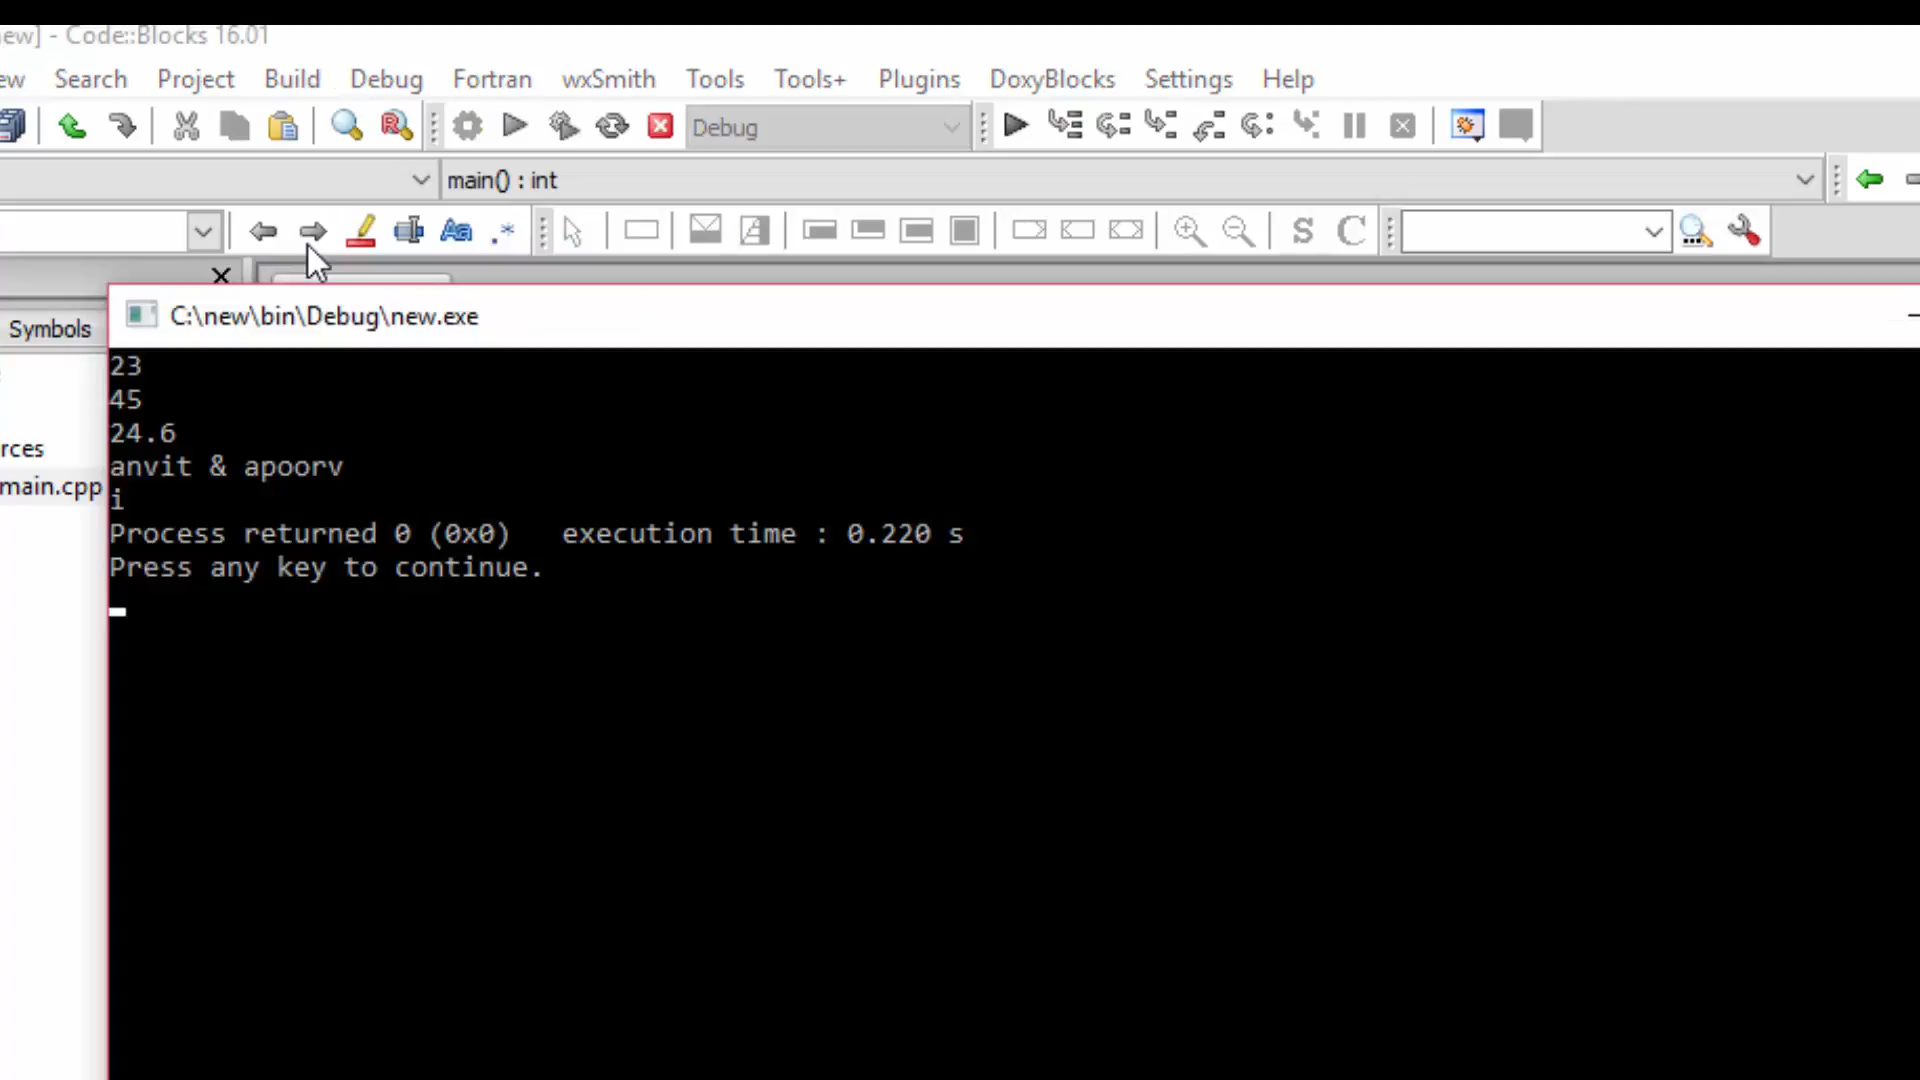 ew] - Code::Blocks 16.01
ew Search Project Build Debug Fortran wxSmith Tools Tools+ Plugins DoxyBlocks Settings Help
Debug
main() : int
S C
Symbols
C:\new\bin\Debug\new.exe
rces
main.cpp
23
45
24.6
anvit & apoorv
i
Process returned 0 (0x0)   execution time : 0.220 s
Press any key to continue.